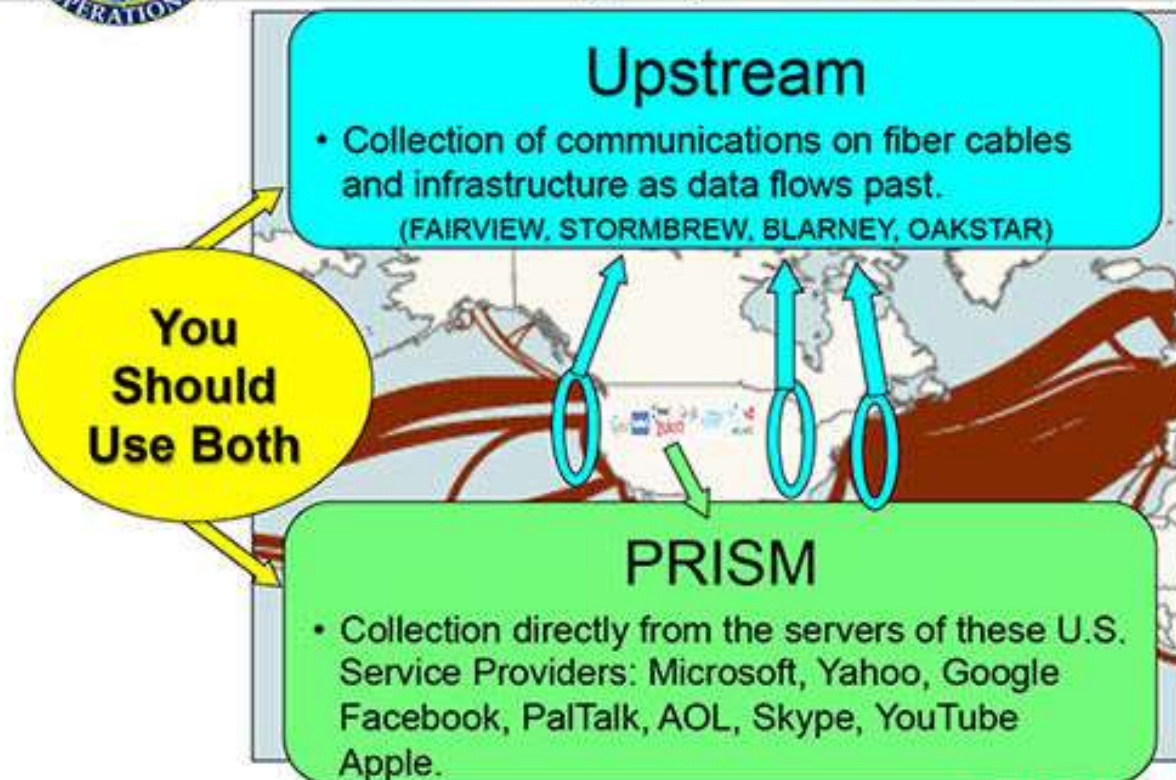 OPERATION
Upstream
• Collection of communications on fiber cables
and infrastructure as data flows past.
(FAIRVIEW, STORMBREW, BLARNEY, OAKSTAR)
You
Should
Use Both
PRISM
• Collection directly from the servers of these U.S.
Service Providers: Microsoft, Yahoo, Google
Facebook, PalTalk, AOL, Skype, YouTube
Apple.